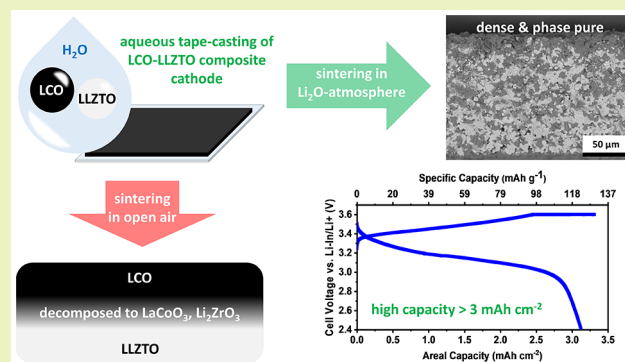 H₂O
LCO
LLZTO
aqueous tape-casting of
LCO-LLZTO composite
cathode
sintering in
Li₂O-atmosphere
dense & phase pure
50 µm
sintering
in open air
LCO
decomposed to LaCoO₃, Li₂ZrO₃
LLZTO
Specific Capacity (mAh g⁻¹)
0 20 39 49 59 78 98 118 137
Cell Voltage vs. Li-In/Li+ (V)
3.6
3.4
3.2
3.0
2.8
2.6
2.4
high capacity > 3 mAh cm⁻²
0.0 0.5 1.0 1.5 2.0 2.5 3.0 3.5
Areal Capacity (mAh cm⁻²)